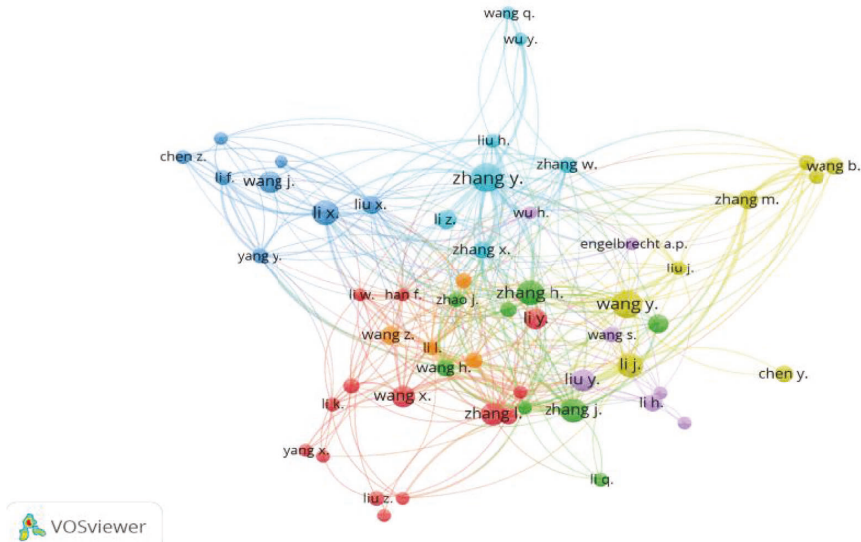 wang q.
wu y.
liu h.
chen z.
zhang w.
wang b.
li f.
wang j.
zhang y.
zhang m.
li x.
liu x.
li z.
wu h.
engelbrecht a.p.
yang y.
zhang x.
liu j.
li w.
han f.
zhao j.
zhang h.
wang y.
li y.
wang z.
wang s.
li l.
wang h.
li j.
liu y.
chen y.
li k.
wang x.
zhang l.
zhang j.
li h.
yang x.
li q.
liu z.
VOSviewer